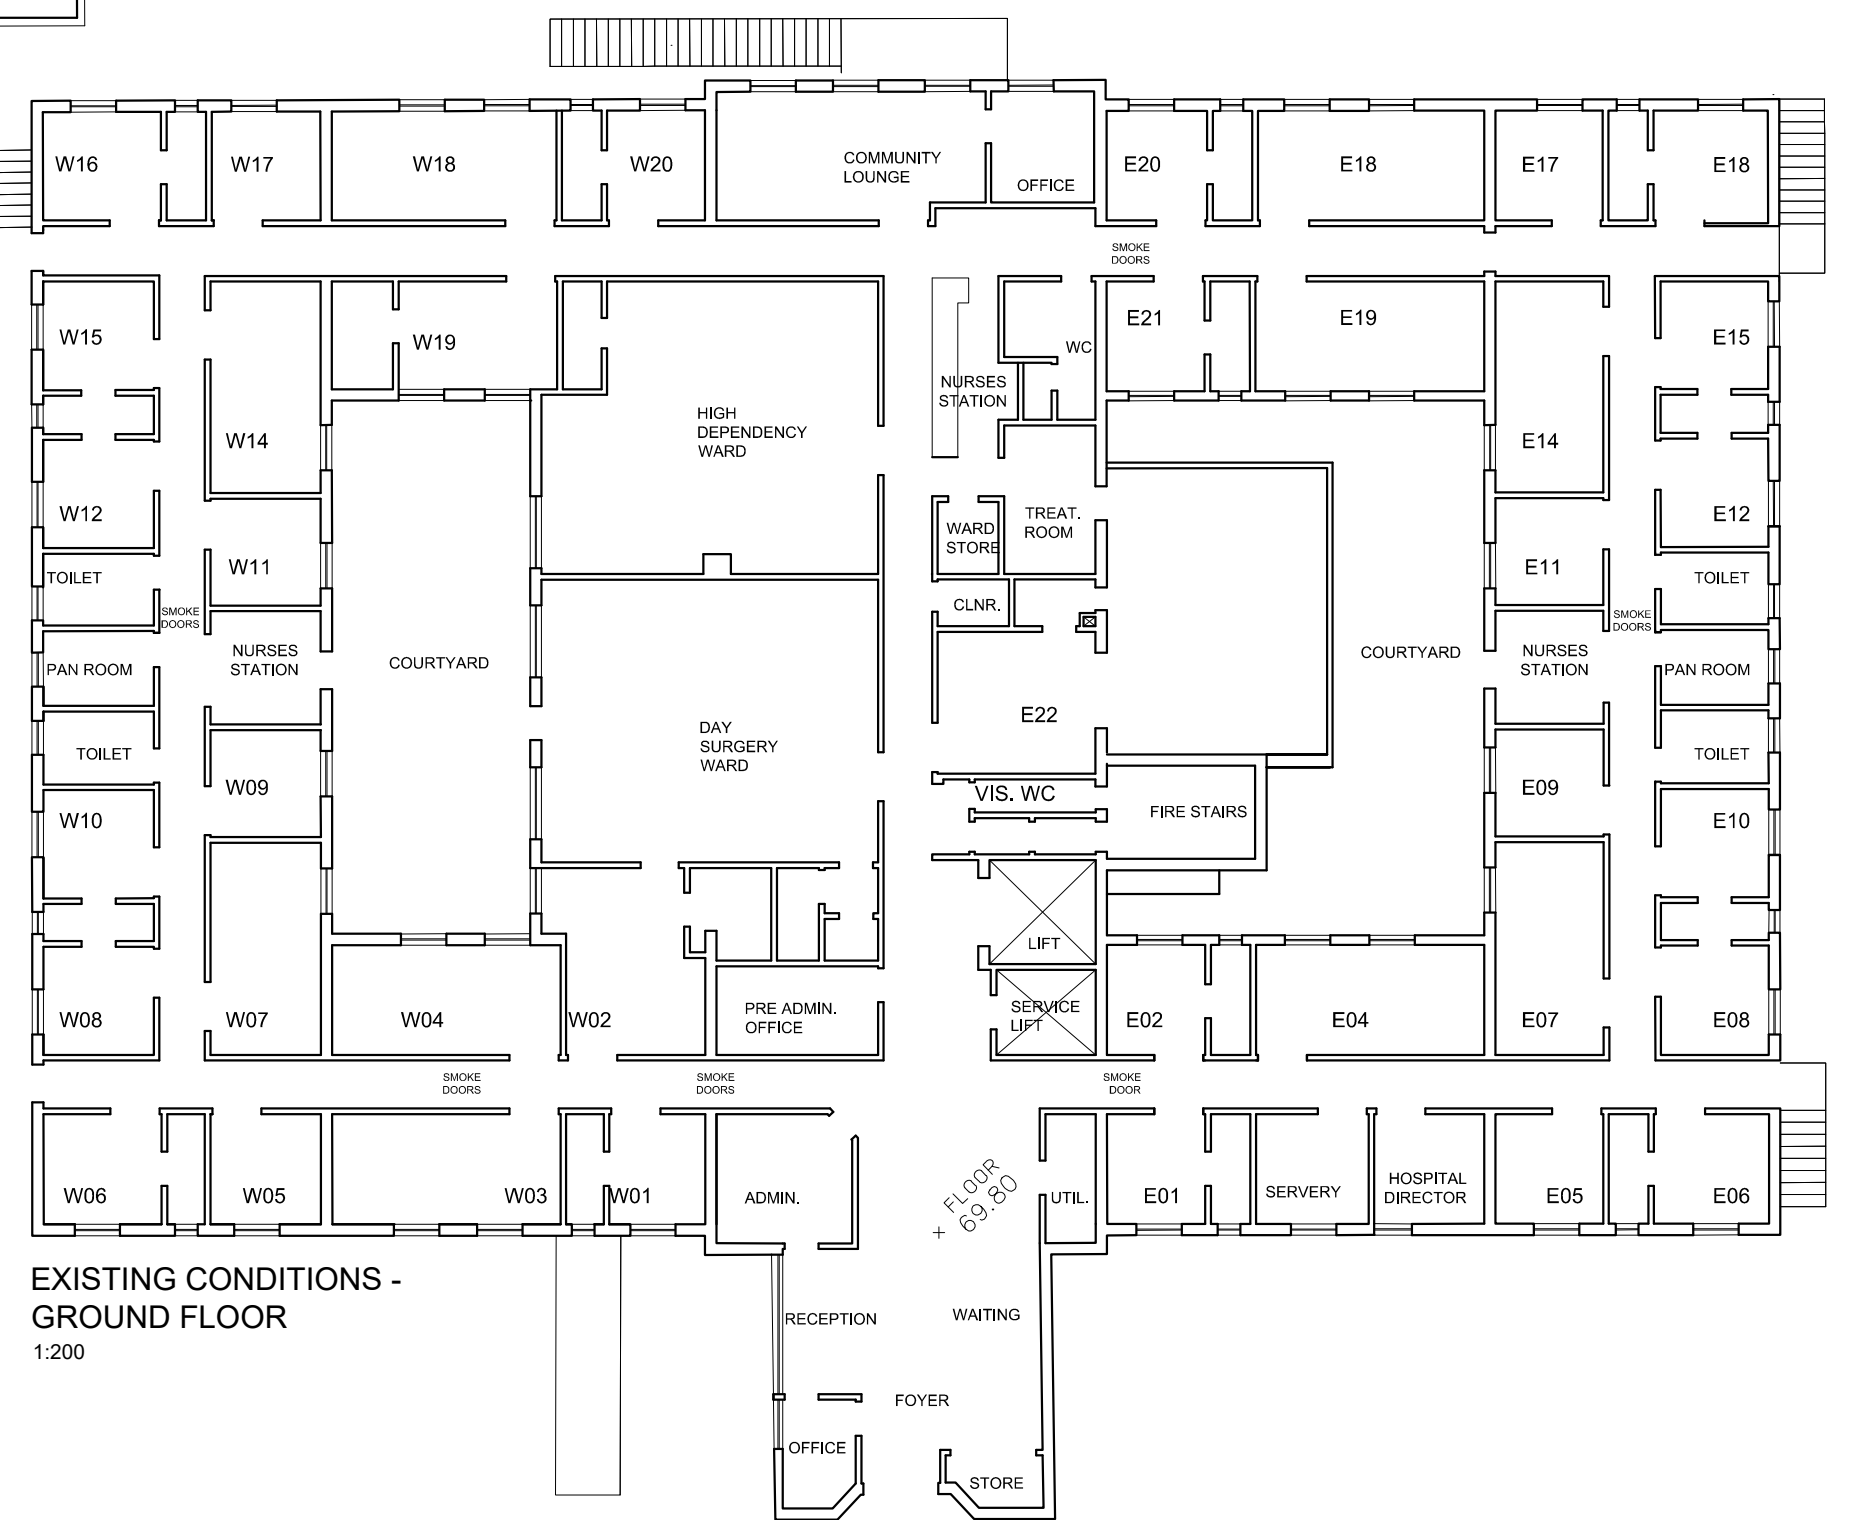 W16
W17
W18
W20
COMMUNITY
LOUNGE
OFFICE
E20
E18
E17
E18
SMOKE
DOORS
W15
W14
W19
W12
HIGH
DEPENDENCY
WARD
NURSES
STATION
WC
E21
E19
E15
E14
E12
W11
TOILET
SMOKE
DOORS
PAN ROOM
NURSES
STATION
COURTYARD
WARD
STORE
TREAT.
ROOM
CLNR.
E22
COURTYARD
E11
TOILET
SMOKE
DOORS
NURSES
STATION
PAN ROOM
TOILET
W09
W10
DAY
SURGERY
WARD
VIS. WC
FIRE STAIRS
TOILET
E09
E10
LIFT
W08
W07
W04
W02
PRE ADMIN.
OFFICE
SERVICE
LIFT
E02
E04
E07
E08
SMOKE
DOORS
SMOKE
DOORS
SMOKE
DOOR
W06
W05
W03
W01
ADMIN.
FLOOR
69.80
UTIL.
E01
SERVERY
HOSPITAL
DIRECTOR
E05
E06
EXISTING CONDITIONS -
GROUND FLOOR
1:200
RECEPTION
WAITING
FOYER
OFFICE
STORE